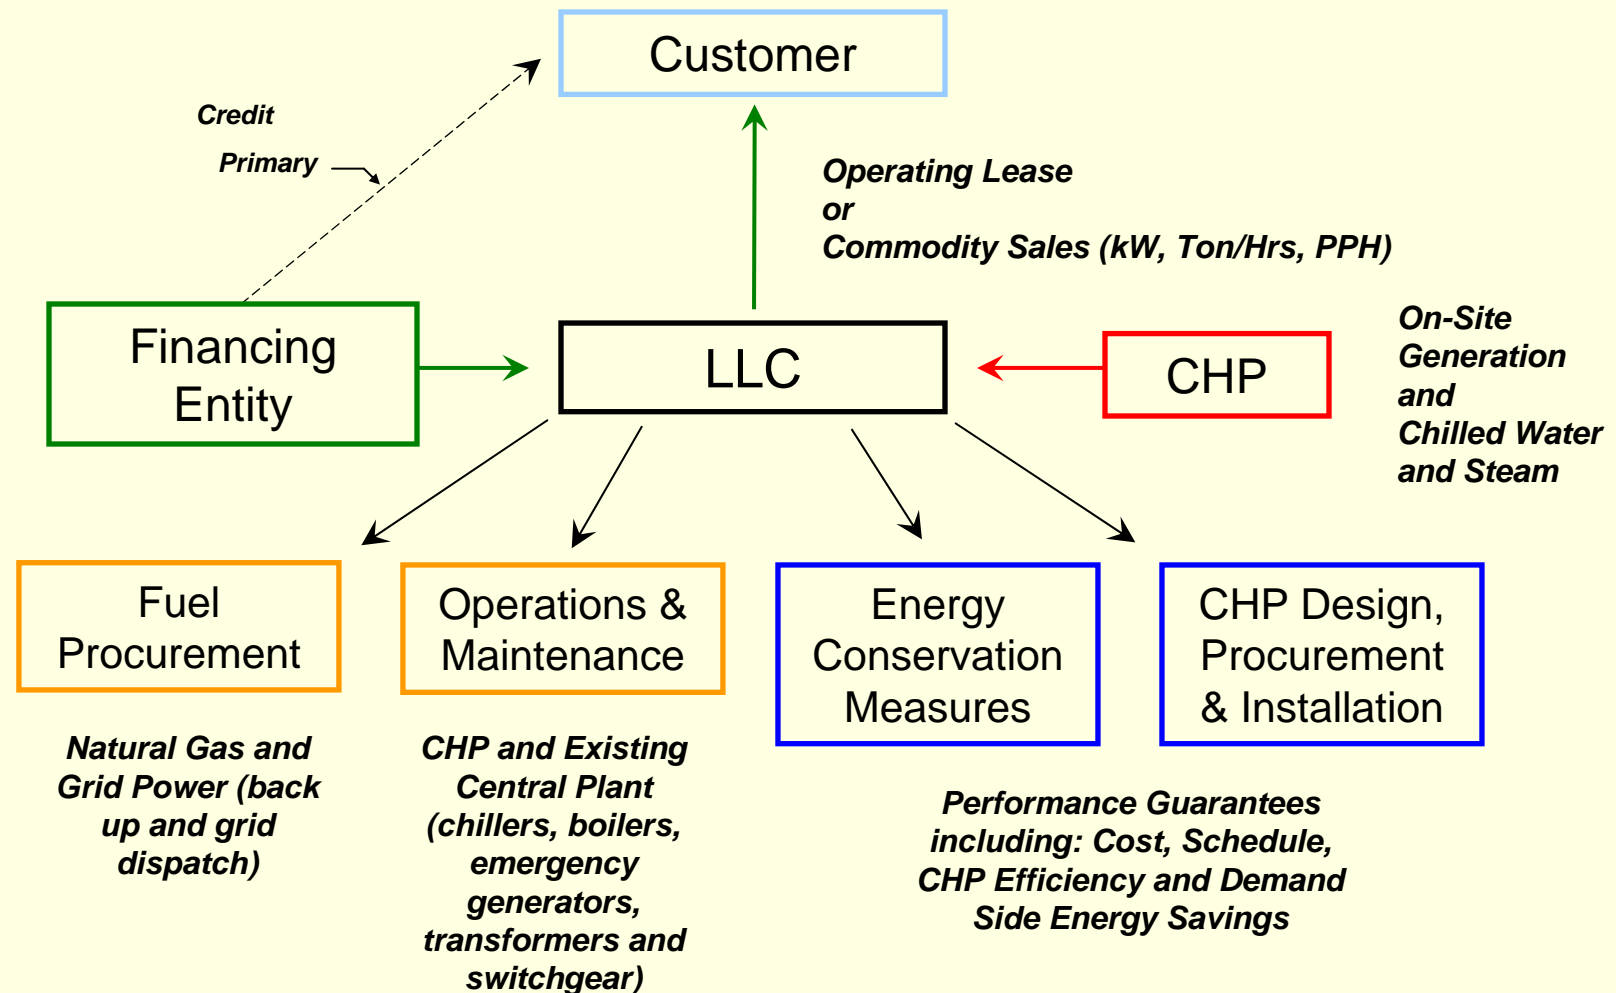 Customer
Credit
Primary
Operating Lease
or
Commodity Sales (kW, Ton/Hrs, PPH)
Financing
Entity
LLC
CHP
On-Site
Generation
and
Chilled Water
and Steam
Fuel
Procurement
Operations &
Maintenance
Energy
Conservation
Measures
CHP Design,
Procurement
& Installation
Natural Gas and
Grid Power (back
up and grid
dispatch)
CHP and Existing
Central Plant
(chillers, boilers,
emergency
generators,
transformers and
switchgear)
Performance Guarantees
including: Cost, Schedule,
CHP Efficiency and Demand
Side Energy Savings